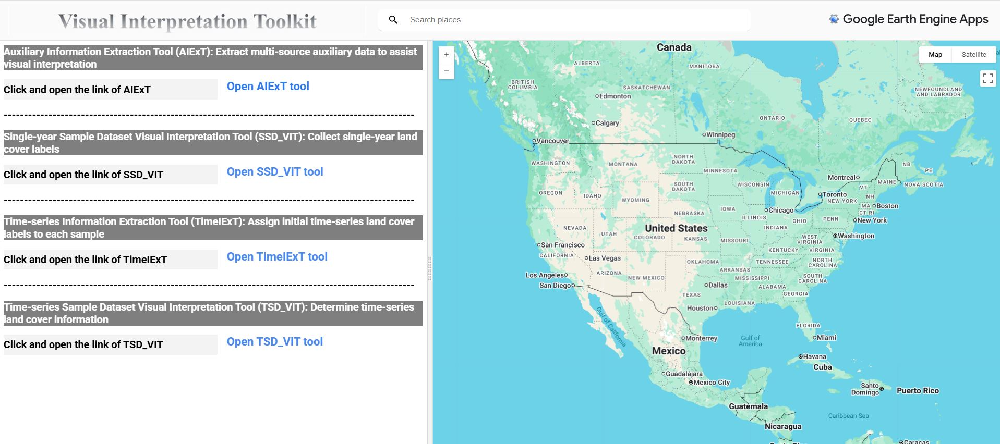 Visual Interpretation Toolkit
Search places
Google Earth Engine Apps
Auxiliary Information Extraction Tool (AIExT): Extract multi-source auxiliary data to assist
visual interpretation
Click and open the link of AIExT
Open AIExT tool
--------------------------------------------------------------------------------------------------
Single-year Sample Dataset Visual Interpretation Tool (SSD_VIT): Collect single-year land
cover labels
Click and open the link of SSD_VIT
Open SSD_VIT tool
--------------------------------------------------------------------------------------------------
Time-series Information Extraction Tool (TimeIExT): Assign initial time-series land cover
labels to each sample
Click and open the link of TimeIExT
Open TimeIExT tool
--------------------------------------------------------------------------------------------------
Time-series Sample Dataset Visual Interpretation Tool (TSD_VIT): Determine time-series
land cover information
Click and open the link of TSD_VIT
Open TSD_VIT tool
+
−
Map
Satellite
Canada
ALBERTA
MANITOBA
BRITISH
COLUMBIA
SASKATCHEWAN
NEWFOUNDLAND
AND LABRADOR
Edmonton
Calgary
ONTARIO
QUEBEC
Vancouver
Winnipeg
WASHINGTON
MONTANA
NORTH
DAKOTA
MINNESOTA
NB
PE
Montreal
MAINE
NOVA SCOTIA
OREGON
IDAHO
WYOMING
SOUTH
DAKOTA
WISCONSIN
MICHIGAN
Toronto
VT
NEW YORK
NH
MA
Boston
CT RI
NEBRASKA
IOWA
Chicago
ILLINOIS
INDIANA
OHIO
PENN
New York
NEVADA
UTAH
United States
COLORADO
KANSAS
MISSOURI
WEST
VIRGINIA
Washington
San Francisco
CALIFORNIA
Las Vegas
KENTUCKY
VIRGINIA
OKLAHOMA
TENNESSEE
NORTH
CAROLINA
Los Angeles
ARIZONA
NEW MEXICO
ARKANSAS
MISSISSIPPI
SOUTH
CAROLINA
San Diego
Dallas
ALABAMA
GEORGIA
TEXAS
LOUISIANA
Houston
Gulf of California
FLORIDA
Monterrey
Gulf of
America
Miami
Mexico
Havana
Cuba
Guadalajara
Mexico City
Santo
Domingo
Puerto Rico
Guatemala
Caribbean Sea
Nicaragua
Caracas